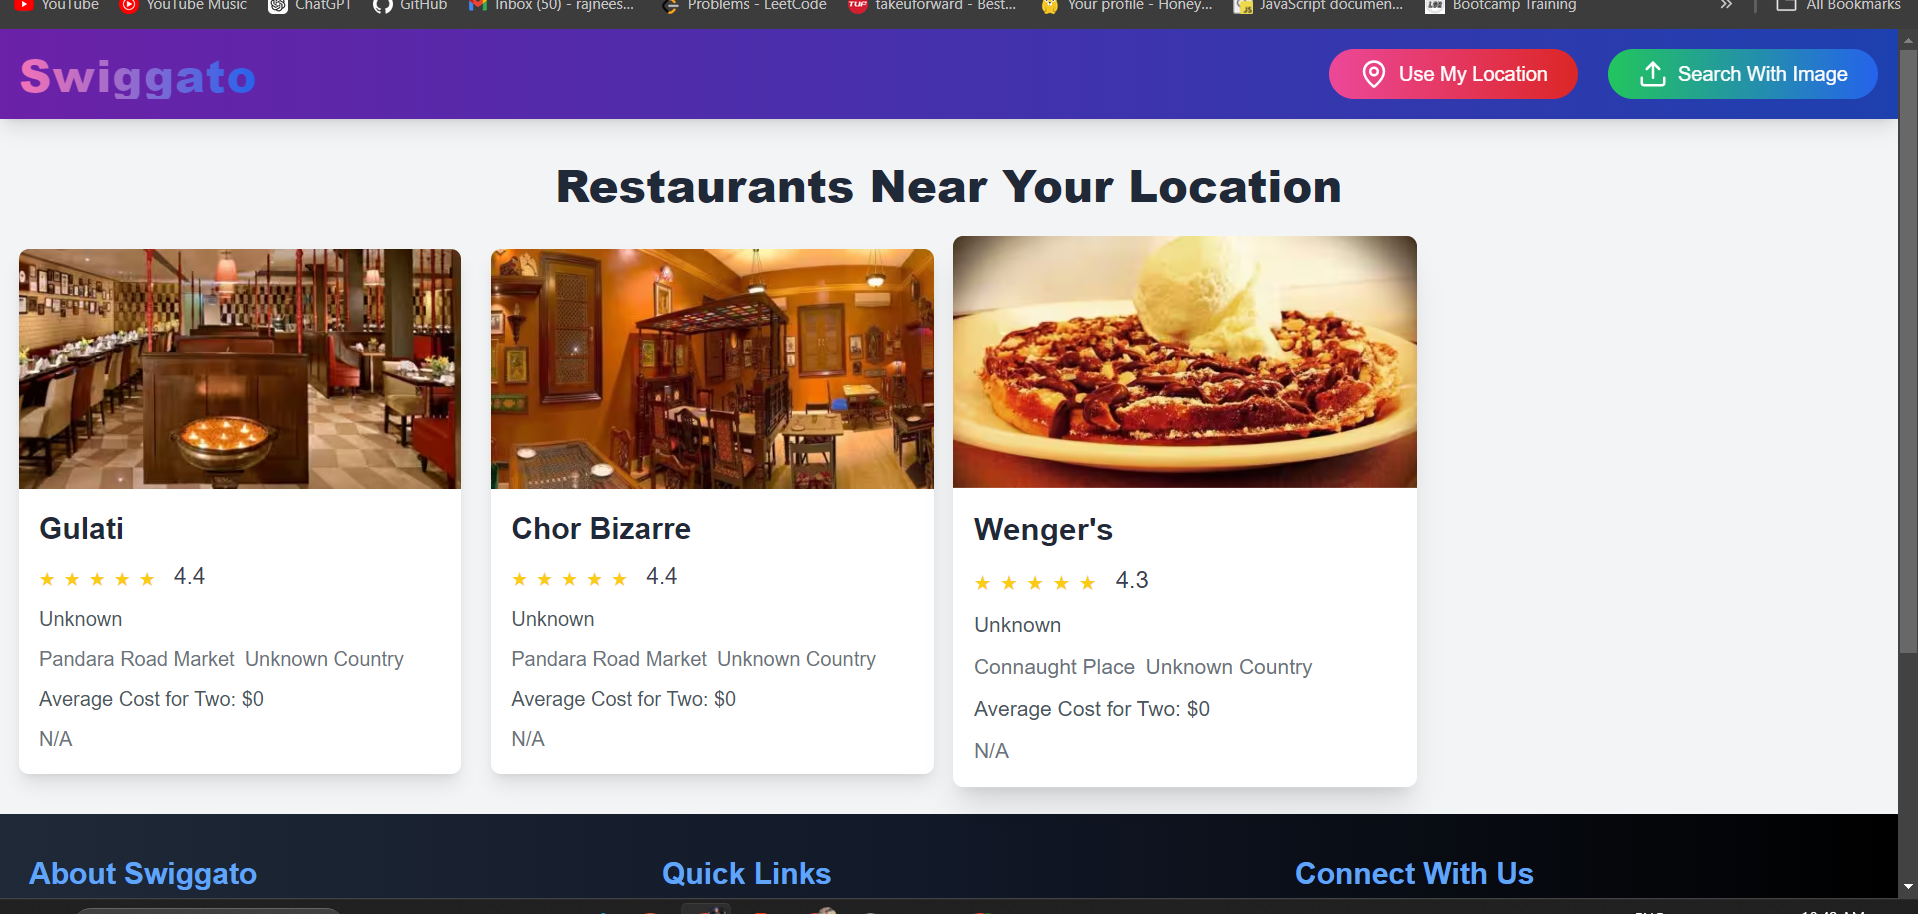 YouTube YouTube Music ChatGPT GitHub Inbox (50) - rajnees... Problems - LeetCode takeuforward - Best... Your profile - Honey... JavaScript documen... Bootcamp Training » All Bookmarks
Swiggato
Use My Location
Search With Image
Restaurants Near Your Location
Gulati
★ ★ ★ ★ ★ 4.4
Unknown
Pandara Road Market Unknown Country
Average Cost for Two: $0
N/A
Chor Bizarre
★ ★ ★ ★ ★ 4.4
Unknown
Pandara Road Market Unknown Country
Average Cost for Two: $0
N/A
Wenger's
★ ★ ★ ★ ★ 4.3
Unknown
Connaught Place Unknown Country
Average Cost for Two: $0
N/A
About Swiggato
Quick Links
Connect With Us